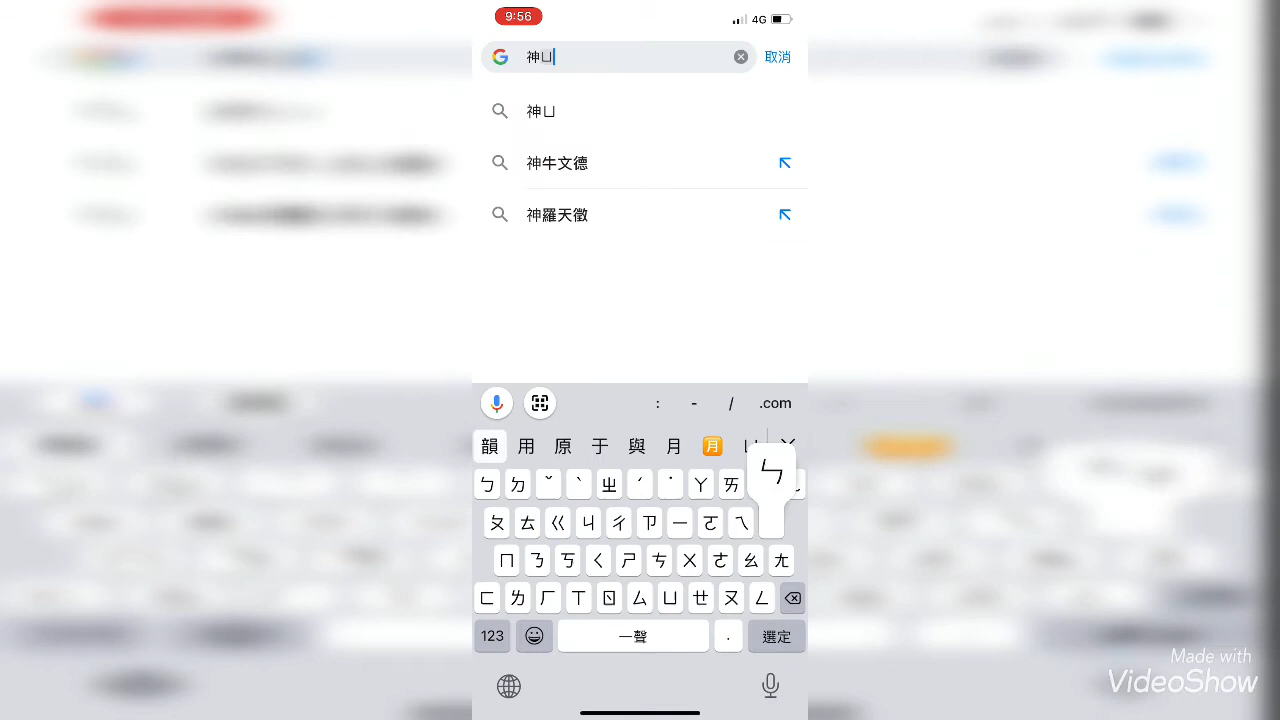 9:56
4G
神ㄩ
取消
神ㄩ
神牛文德
神羅天徵
: - / .com
韻 用 原 于 與 月 🈷️ ㄩ
ㄣ
ㄅ ㄉ ˇ ˋ ㄓ ˊ ˙ ㄚ ㄞ
ㄆ ㄊ ㄍ ㄐ ㄔ ㄗ ㄧ ㄛ ㄟ
ㄇ ㄋ ㄎ ㄑ ㄕ ㄘ ㄨ ㄜ ㄠ ㄤ
ㄈ ㄌ ㄏ ㄒ ㄖ ㄙ ㄩ ㄝ ㄡ ㄥ
123 一聲 . 選定
Made with
VideoShow